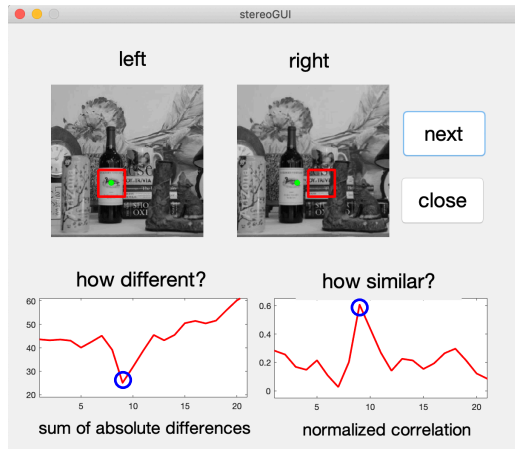 stereoGUI
left
right
next
close
how different?
how similar?
60
50
40
30
20
5
10
15
20
0.6
0.4
0.2
0
5
10
15
20
sum of absolute differences
normalized correlation